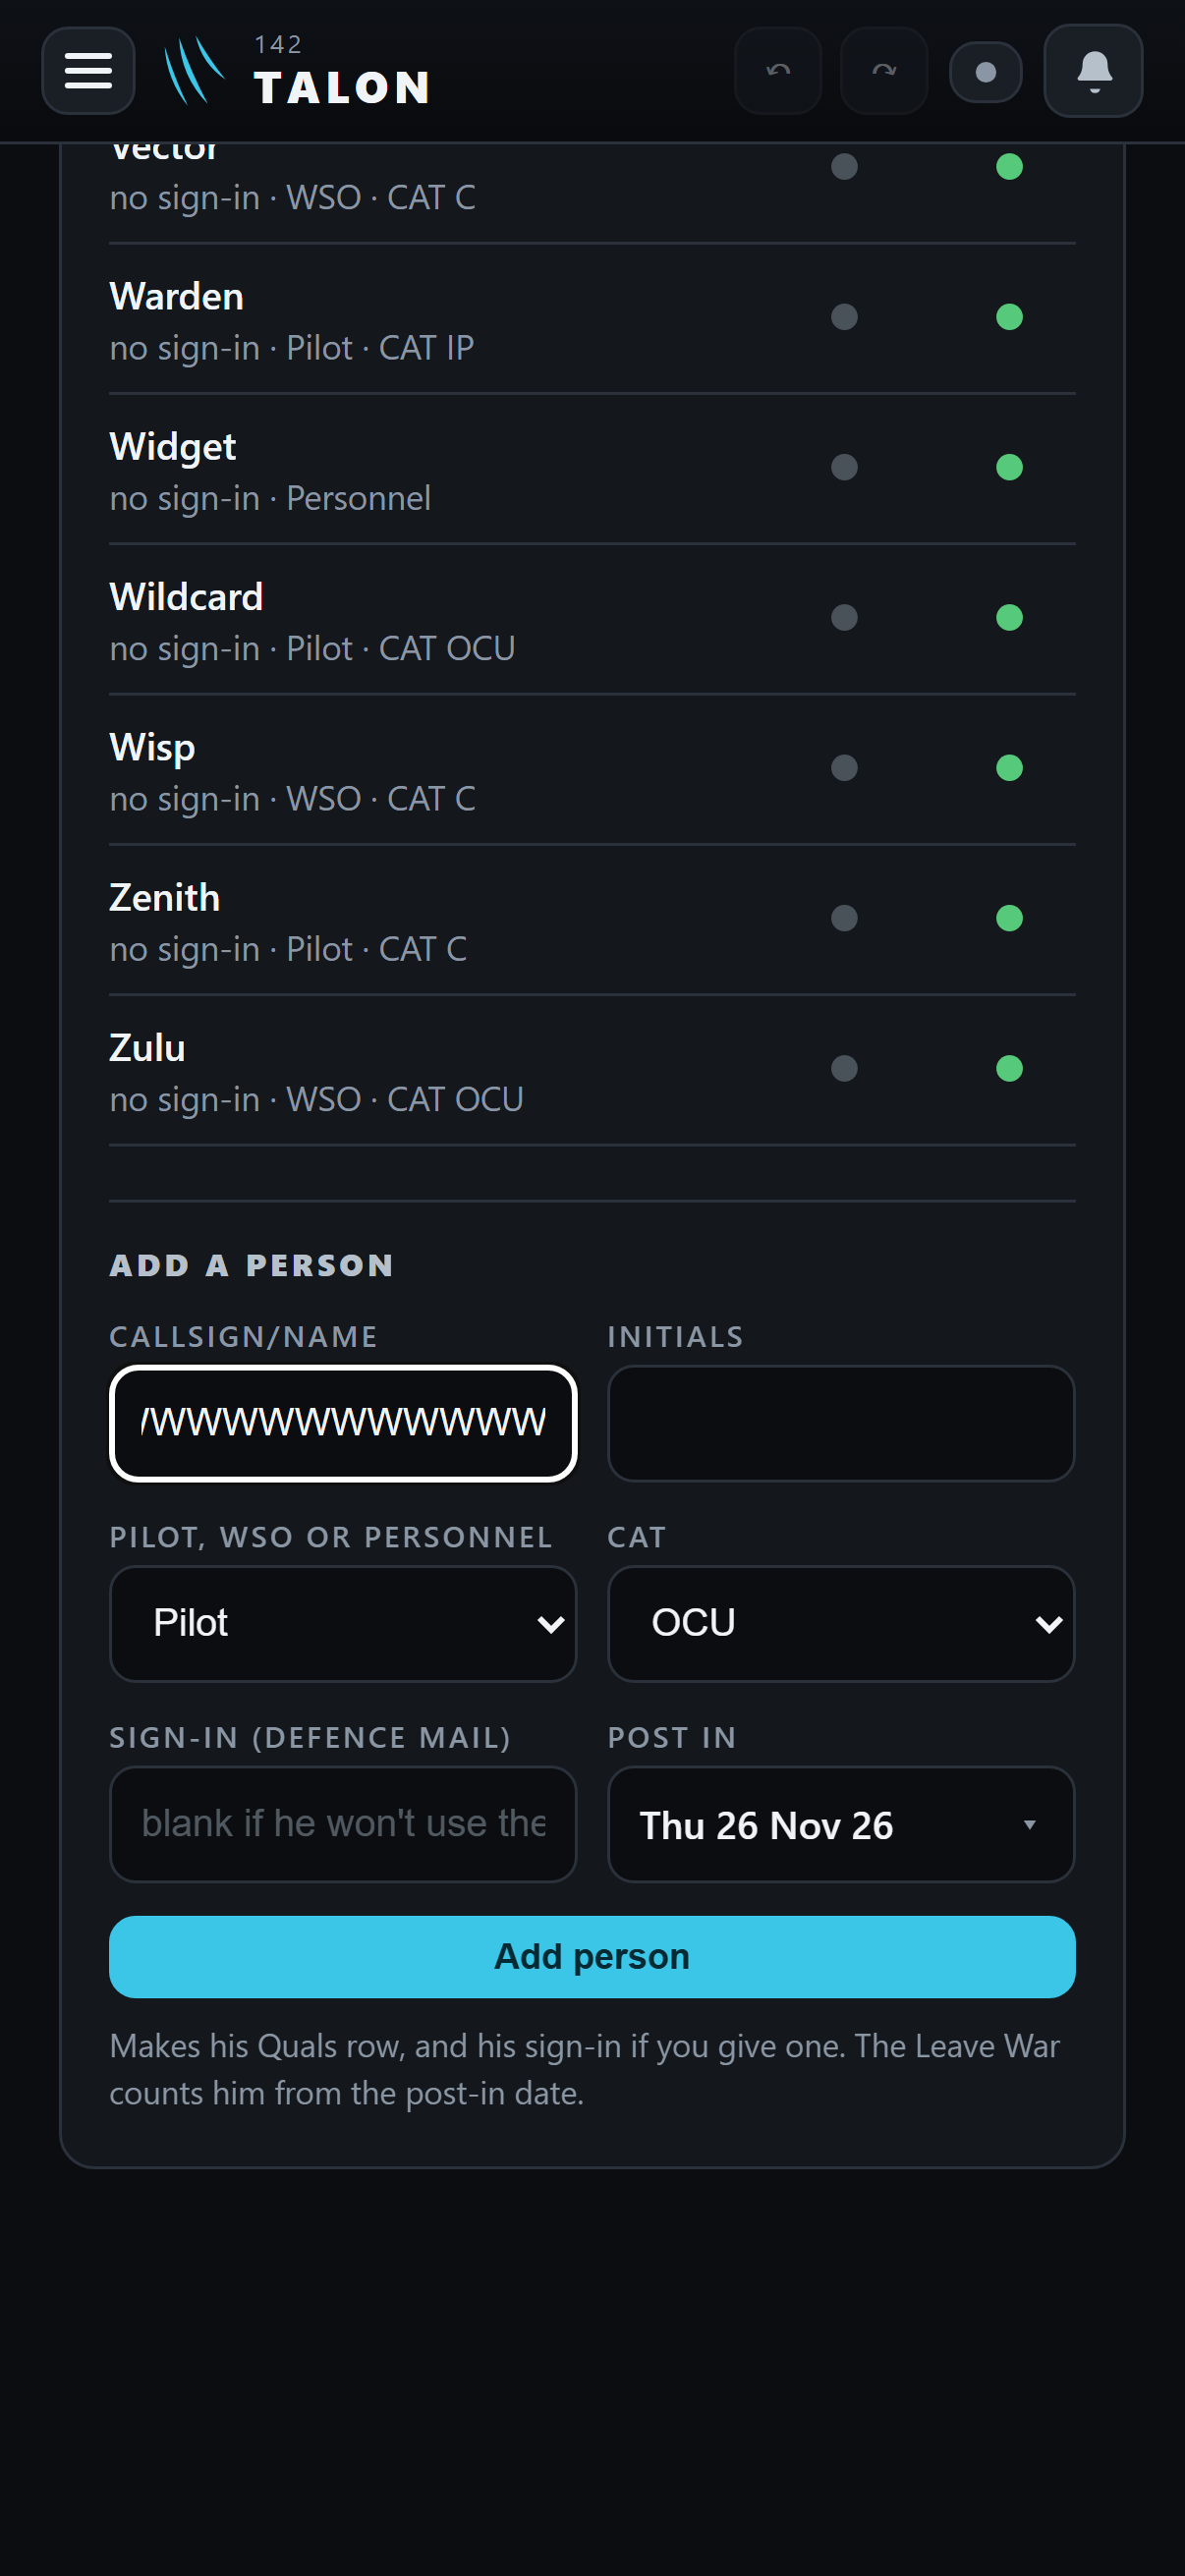 142
TALON
Vector
no sign-in · WSO · CAT C
Warden
no sign-in · Pilot · CAT IP
Widget
no sign-in · Personnel
Wildcard
no sign-in · Pilot · CAT OCU
Wisp
no sign-in · WSO · CAT C
Zenith
no sign-in · Pilot · CAT C
Zulu
no sign-in · WSO · CAT OCU
ADD A PERSON
CALLSIGN/NAME INITIALS
WWWWWWWWWWW
PILOT, WSO OR PERSONNEL CAT
Pilot OCU
SIGN-IN (DEFENCE MAIL) POST IN
blank if he won't use the Thu 26 Nov 26
Add person
Makes his Quals row, and his sign-in if you give one. The Leave War
counts him from the post-in date.